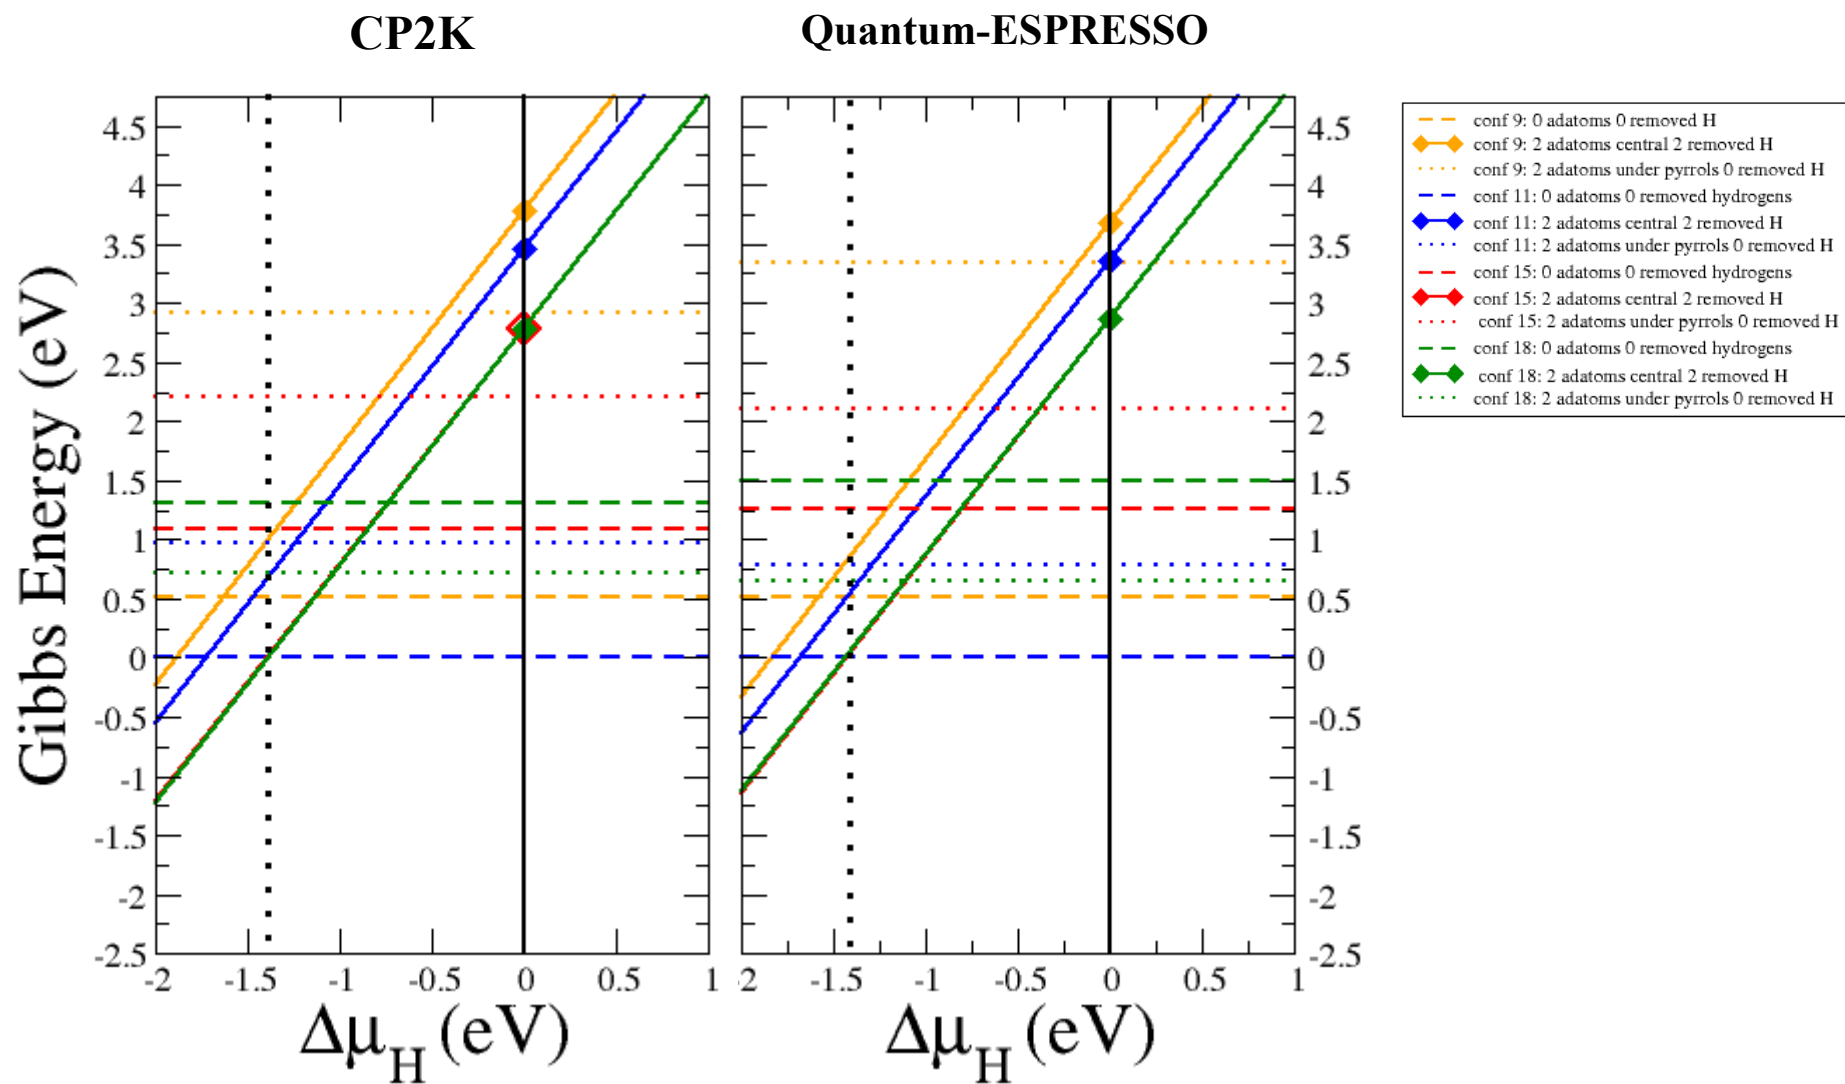 CP2K
Quantum-ESPRESSO
Gibbs Energy (eV)
4.5
4
3.5
3
2.5
2
1.5
1
0.5
0
-0.5
-1
-1.5
-2
-2.5
-2 -1.5 -1 -0.5 0 0.5 1
ΔμH (eV)
:2 -1.5 -1 -0.5 0 0.5 1
ΔμH (eV)
4.5
4
3.5
3
2.5
2
1.5
1
0.5
0
-0.5
-1
-1.5
-2
-2.5
conf 9: 0 adatoms 0 removed H
conf 9: 2 adatoms central 2 removed H
conf 9: 2 adatoms under pyrrols 0 removed H
conf 11: 0 adatoms 0 removed hydrogens
conf 11: 2 adatoms central 2 removed H
conf 11: 2 adatoms under pyrrols 0 removed H
conf 15: 0 adatoms 0 removed hydrogens
conf 15: 2 adatoms central 2 removed H
conf 15: 2 adatoms under pyrrols 0 removed H
conf 18: 0 adatoms 0 removed hydrogens
conf 18: 2 adatoms central 2 removed H
conf 18: 2 adatoms under pyrrols 0 removed H